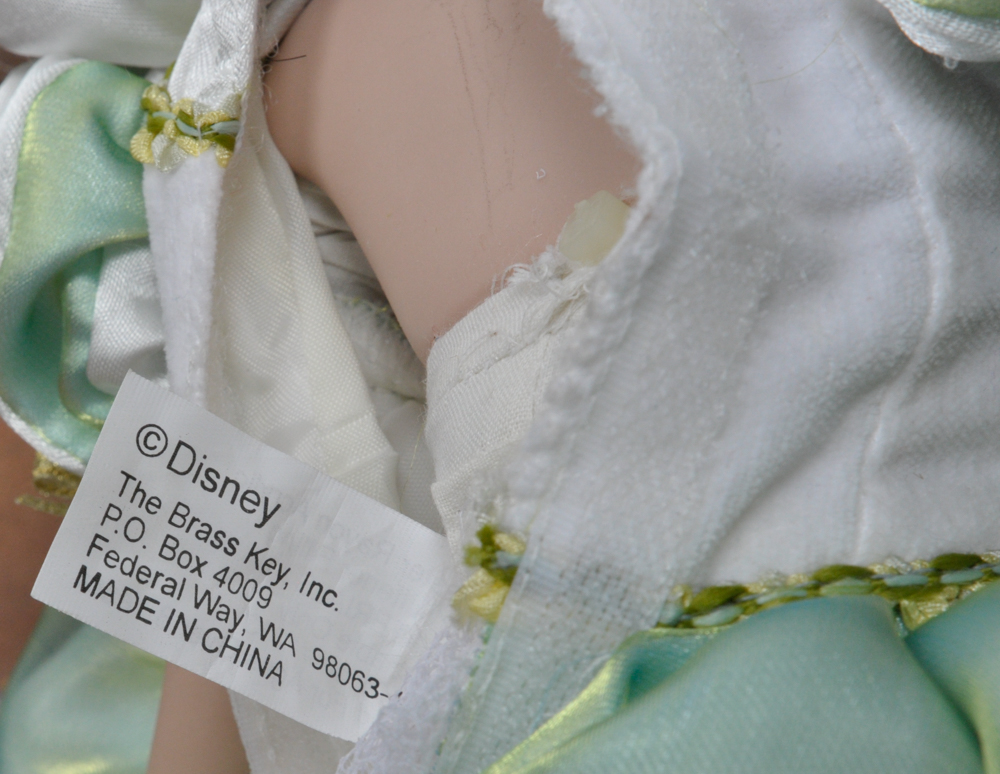 ©Disney
The Brass Key, Inc.
P.O. Box 4009
Federal Way, WA 98063-
MADE IN CHINA